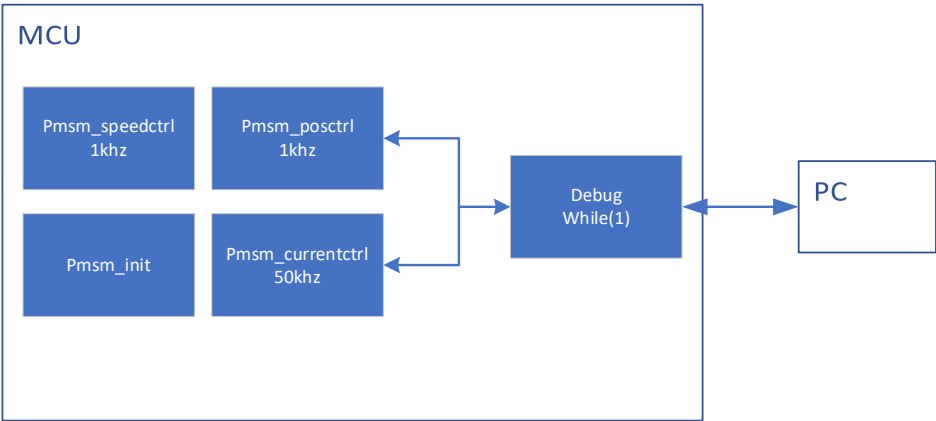 MCU
Pmsm_speedctrl
1khz
Pmsm_posctrl
1khz
Pmsm_init
Pmsm_currentctrl
50khz
Debug
While(1)
PC